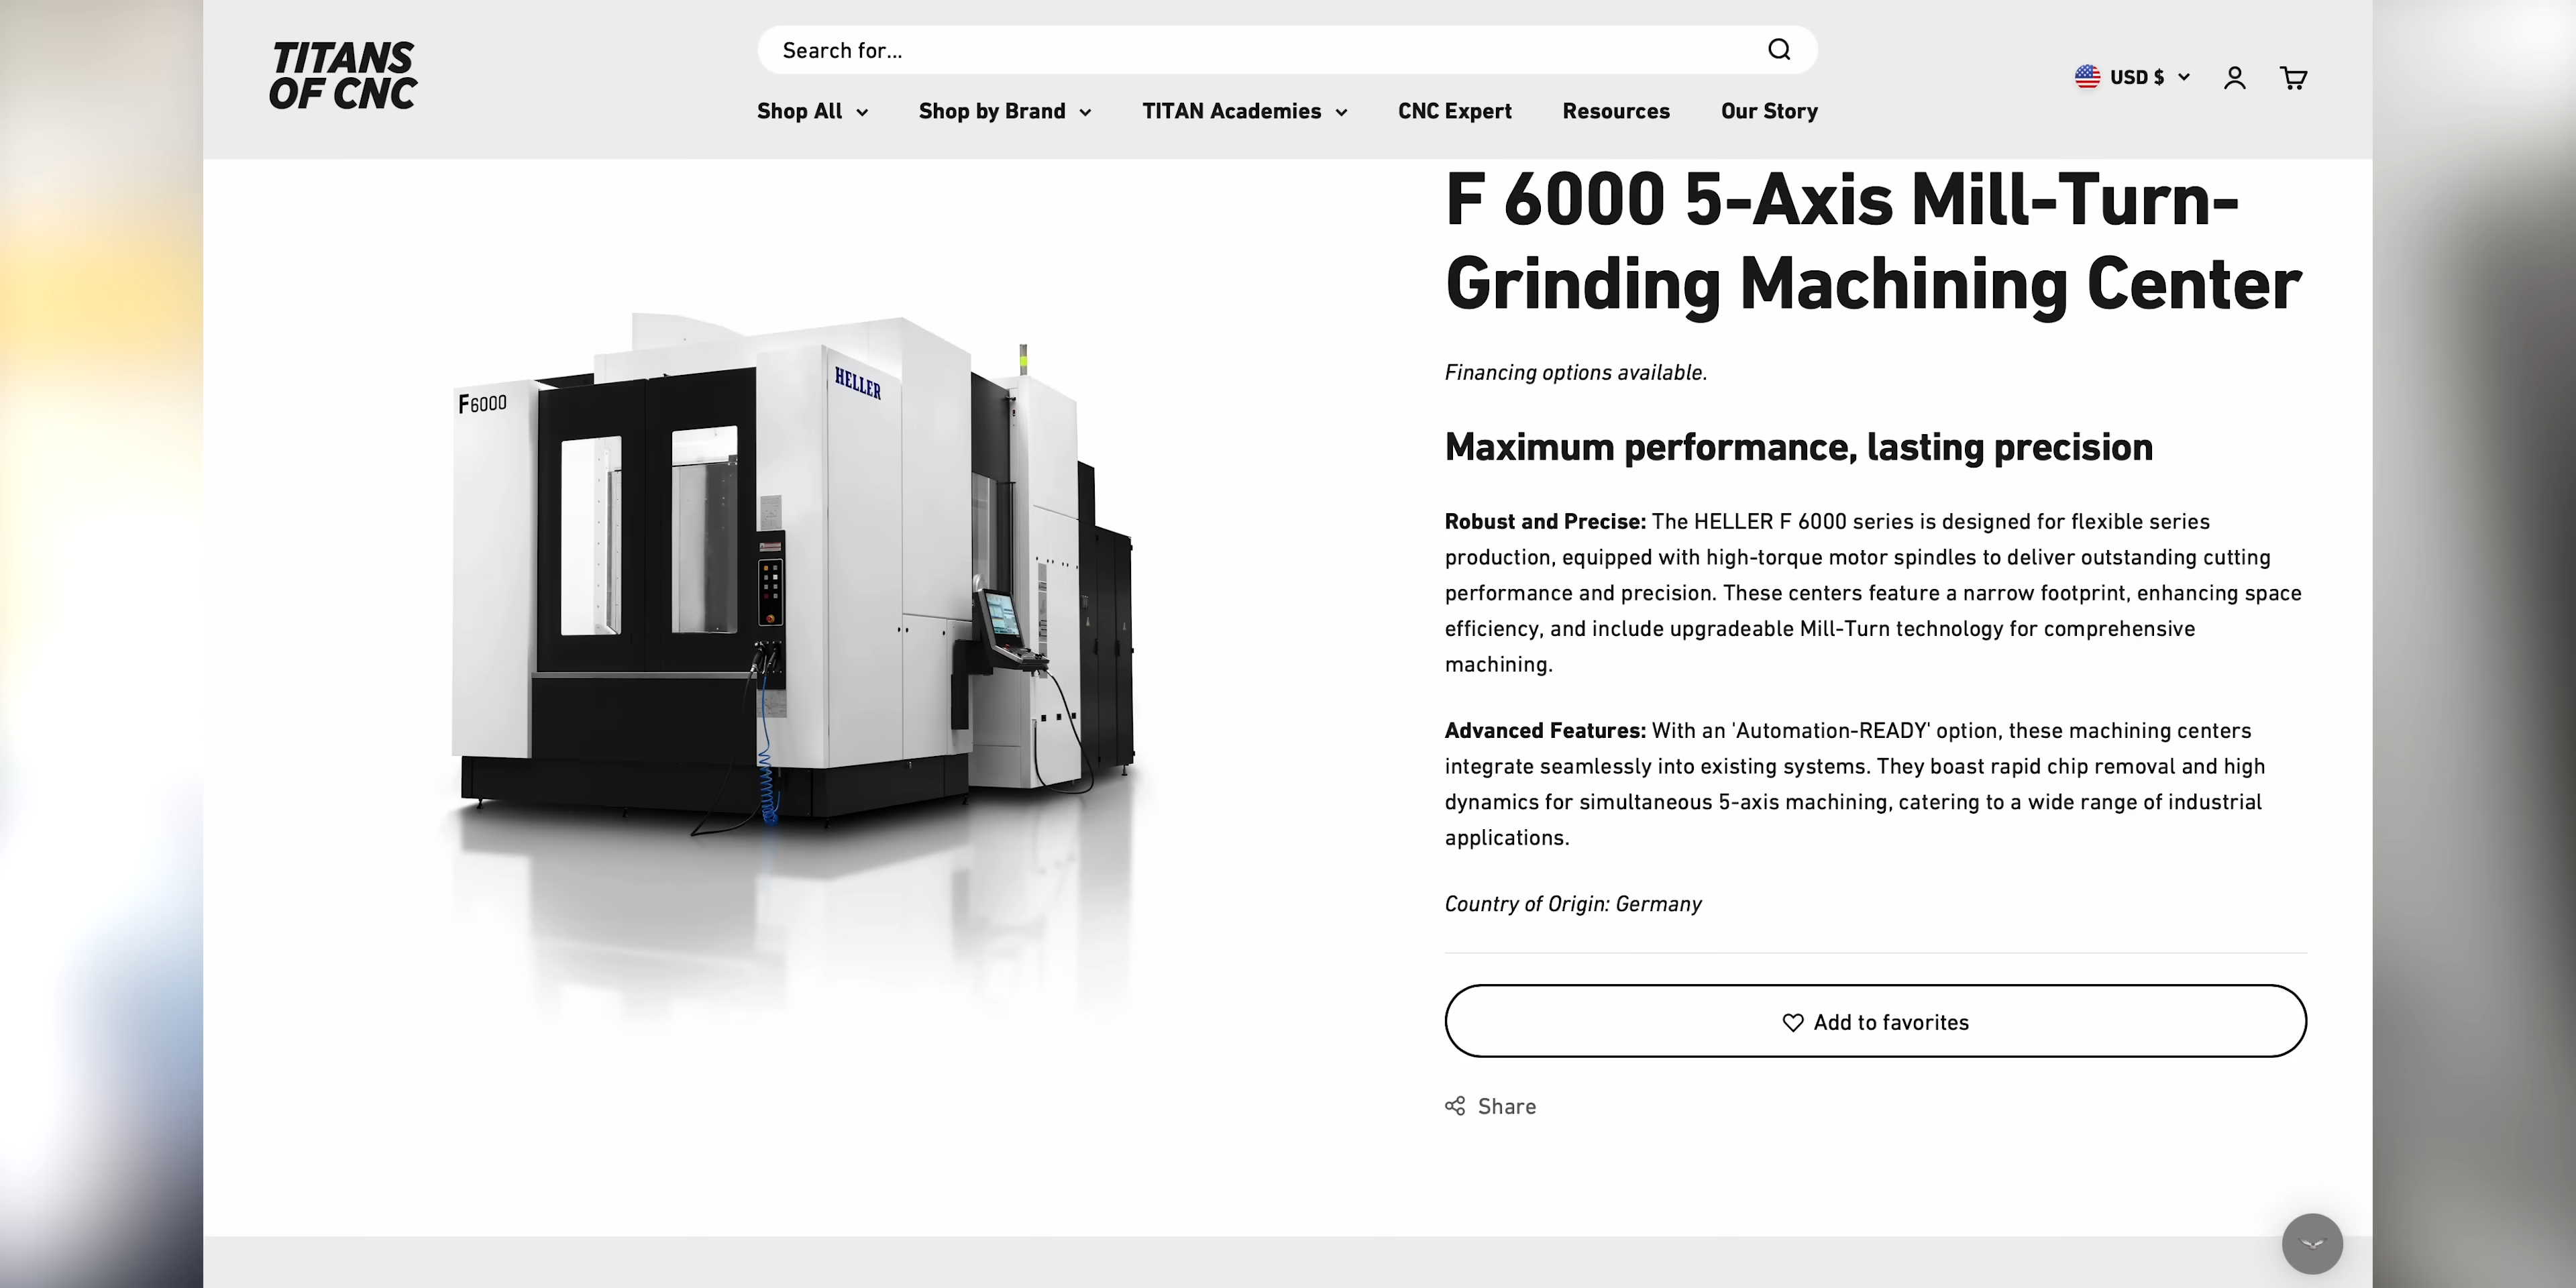 TITANS
OF CNC
Search for...
USD $
Shop All
Shop by Brand
TITAN Academies
CNC Expert
Resources
Our Story
F 6000 5-Axis Mill-Turn-
Grinding Machining Center
Financing options available.
Maximum performance, lasting precision
Robust and Precise: The HELLER F 6000 series is designed for flexible series
production, equipped with high-torque motor spindles to deliver outstanding cutting
performance and precision. These centers feature a narrow footprint, enhancing space
efficiency, and include upgradeable Mill-Turn technology for comprehensive
machining.
Advanced Features: With an 'Automation-READY' option, these machining centers
integrate seamlessly into existing systems. They boast rapid chip removal and high
dynamics for simultaneous 5-axis machining, catering to a wide range of industrial
applications.
Country of Origin: Germany
Add to favorites
Share
F6000
HELLER